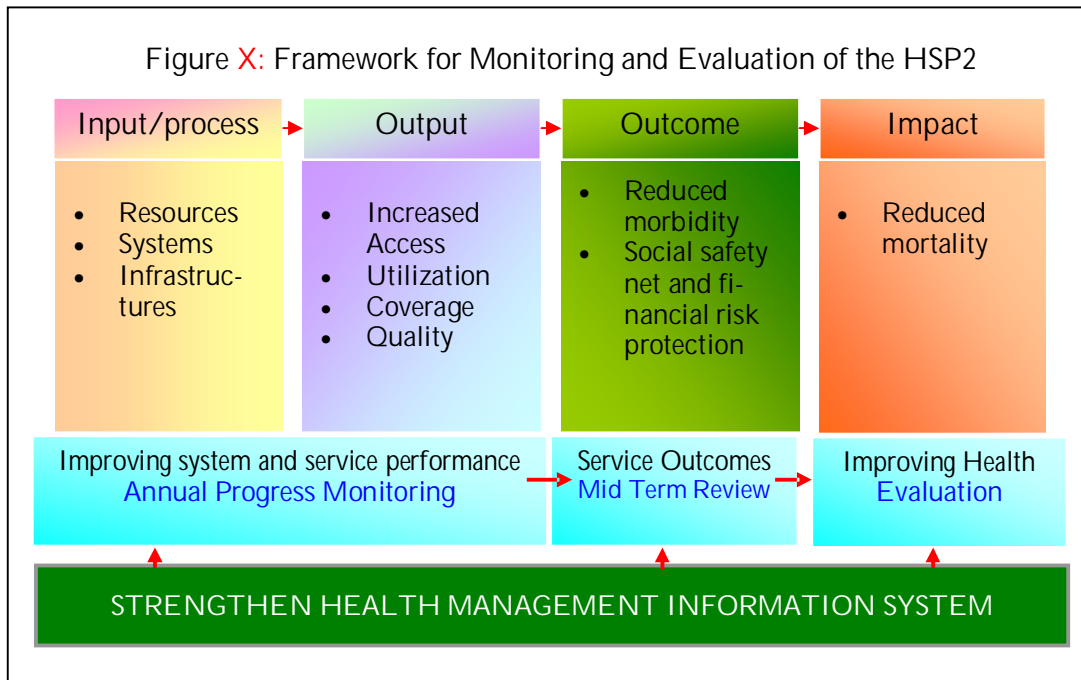 Figure X: Framework for Monitoring and Evaluation of the HSP2
Input/process
Output
Outcome
Impact
• Resources
• Systems
• Infrastruc-
tures
• Increased
Access
• Utilization
• Coverage
• Quality
• Reduced
morbidity
• Social safety
net and fi-
nancial risk
protection
• Reduced
mortality
Improving system and service performance
Annual Progress Monitoring
Service Outcomes
Mid Term Review
Improving Health
Evaluation
STRENGTHEN HEALTH MANAGEMENT INFORMATION SYSTEM